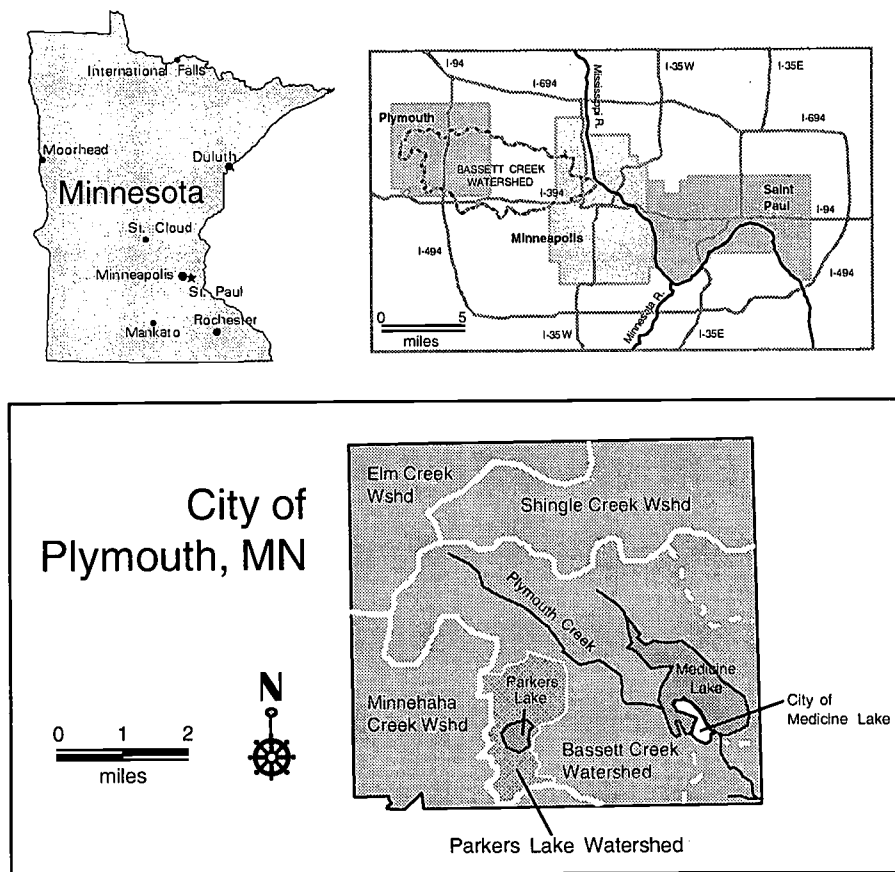 International Falls
Moorhead
Duluth
Minnesota
St. Cloud
Minneapolis
St. Paul
Mankato
Rochester
I-94
I-694
Mississippi R.
I-35W
I-35E
Plymouth
I-694
BASSETT CREEK
WATERSHED
I-394
Saint
Paul
I-94
Minneapolis
I-494
I-494
0 5
miles
I-35W
Minnesota R.
I-35E
City of
Plymouth, MN
Elm Creek
Wshd
Shingle Creek Wshd
Plymouth Creek
Medicine
Lake
Parkers
Lake
City of
Medicine Lake
N
Minnehaha
Creek Wshd
0 1 2
miles
Bassett Creek
Watershed
Parkers Lake Watershed